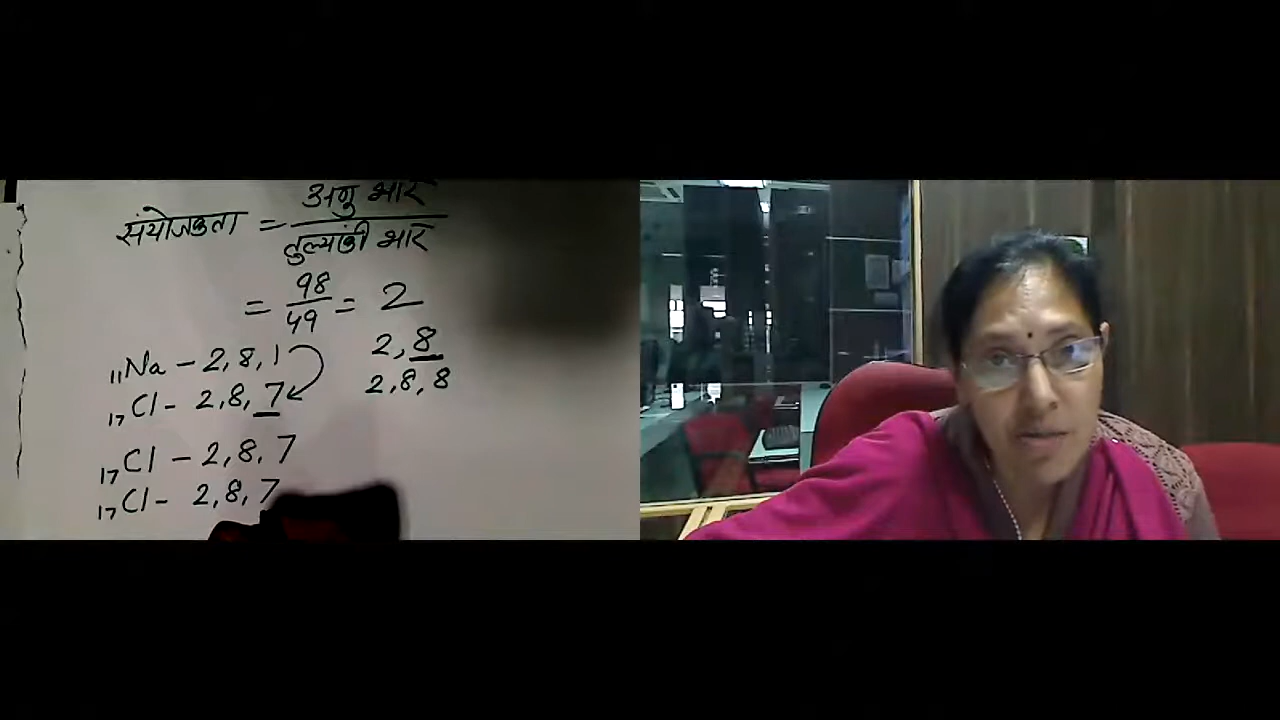 अनु भार
संयोजकता = 
तुल्यांकी भार
= 98/49 = 2
₁₁Na – 2,8,1
2,8
₁₇Cl – 2,8,7
2,8,8
₁₇Cl – 2,8,7
₁₇Cl – 2,8,7